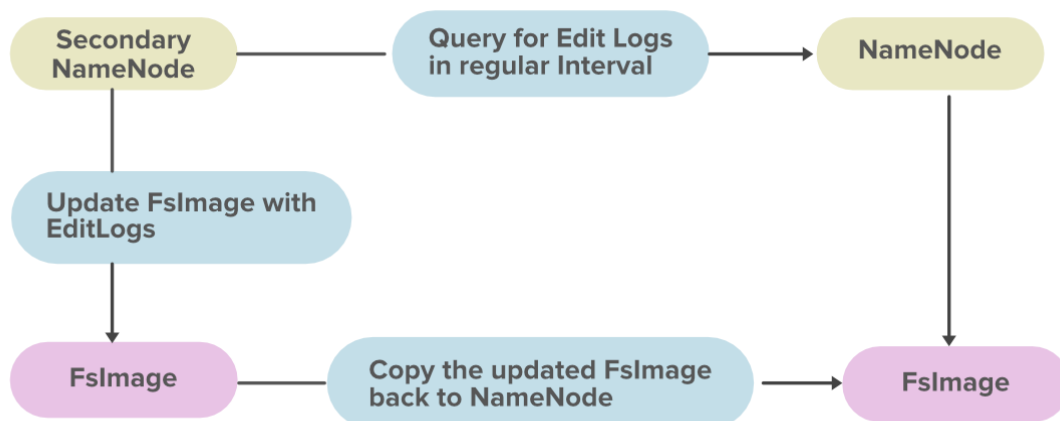 Secondary
NameNode
Query for Edit Logs
in regular Interval
NameNode
Update FsImage with
EditLogs
FsImage
Copy the updated FsImage
back to NameNode
FsImage